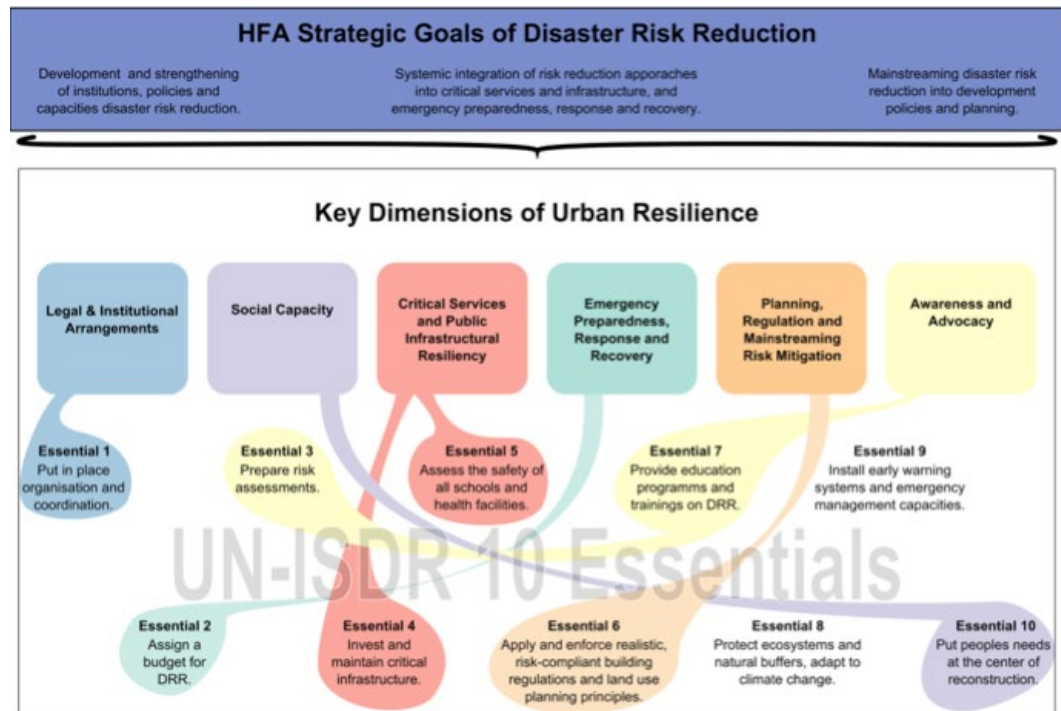 HFA Strategic Goals of Disaster Risk Reduction
Development and strengthening
of institutions, policies and
capacities disaster risk reduction.
Systemic integration of risk reduction apporaches
into critical services and infrastructure, and
emergency preparedness, response and recovery.
Mainstreaming disaster risk
reduction into development
policies and planning.
Key Dimensions of Urban Resilience
Legal & Institutional
Arrangements
Social Capacity
Critical Services
and Public
Infrastructural
Resiliency
Emergency
Preparedness,
Response and
Recovery
Planning,
Regulation and
Mainstreaming
Risk Mitigation
Awareness and
Advocacy
Essential 1
Put in place
organisation and
coordination.
Essential 3
Prepare risk
assessments.
Essential 5
Assess the safety of
all schools and
health facilities.
Essential 7
Provide education
programms and
trainings on DRR.
Essential 9
Install early warning
systems and emergency
management capacities.
UN-ISDR 10 Essentials
Essential 2
Assign a
budget for
DRR.
Essential 4
Invest and
maintain critical
infrastructure.
Essential 6
Apply and enforce realistic,
risk-compliant building
regulations and land use
planning principles.
Essential 8
Protect ecosystems and
natural buffers, adapt to
climate change.
Essential 10
Put peoples needs
at the center of
reconstruction.